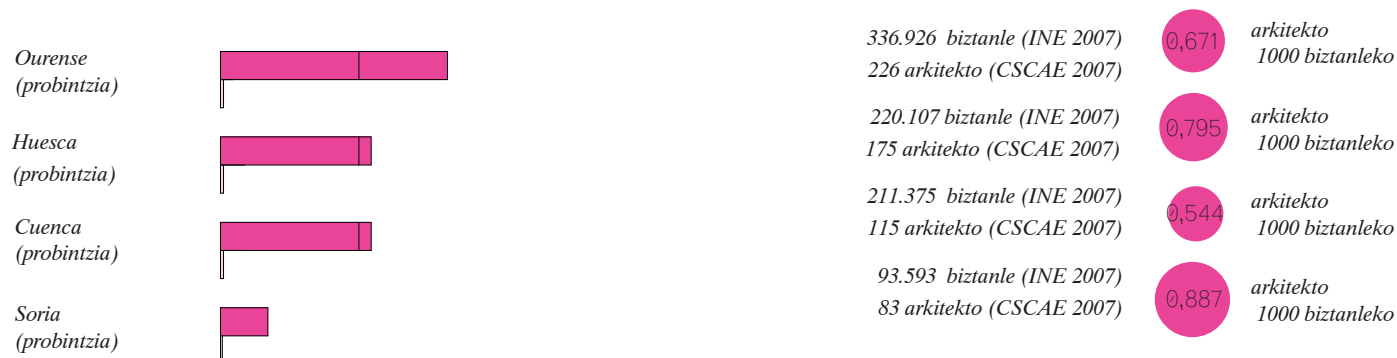 Ourense
(probintzia)
336.926 biztanle (INE 2007)
226 arkitekto (CSCAE 2007)
0,671
arkitekto
1000 biztanleko
Huesca
(probintzia)
220.107 biztanle (INE 2007)
175 arkitekto (CSCAE 2007)
0,795
arkitekto
1000 biztanleko
Cuenca
(probintzia)
211.375 biztanle (INE 2007)
115 arkitekto (CSCAE 2007)
0,544
arkitekto
1000 biztanleko
Soria
(probintzia)
93.593 biztanle (INE 2007)
83 arkitekto (CSCAE 2007)
0,887
arkitekto
1000 biztanleko